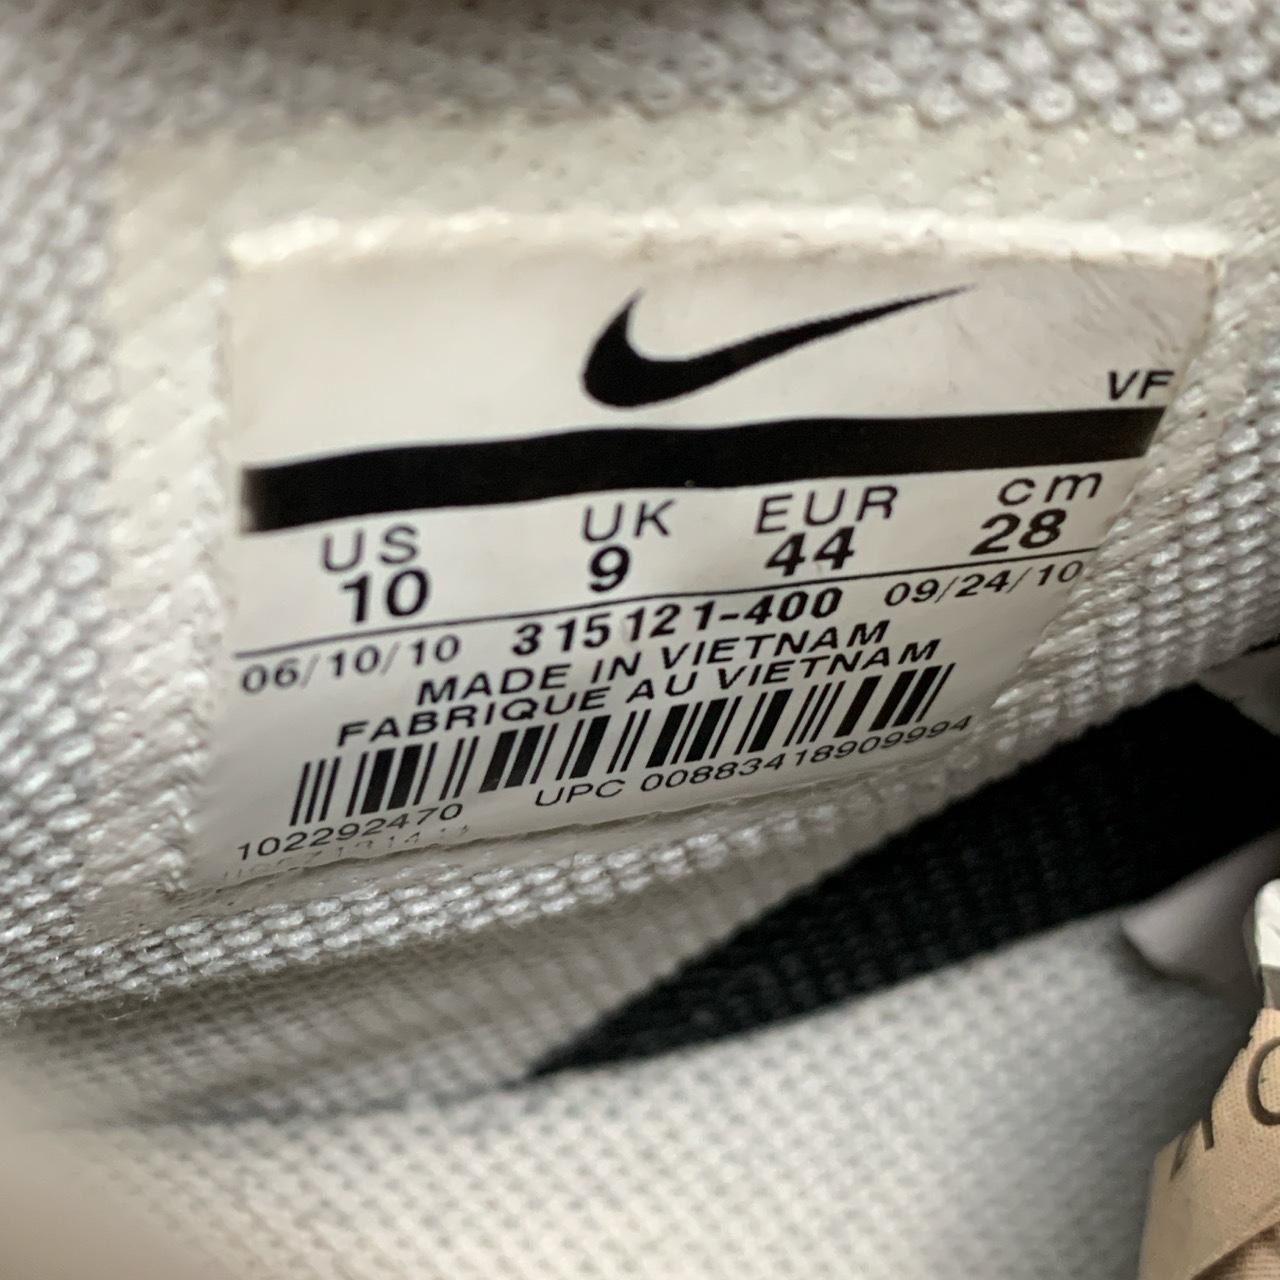 VF
US UK EUR cm
10 9 44 28
06/10/10 315121-400 09/24/10
MADE IN VIETNAM
FABRIQUE AU VIETNAM
102292470 UPC 00883418909994